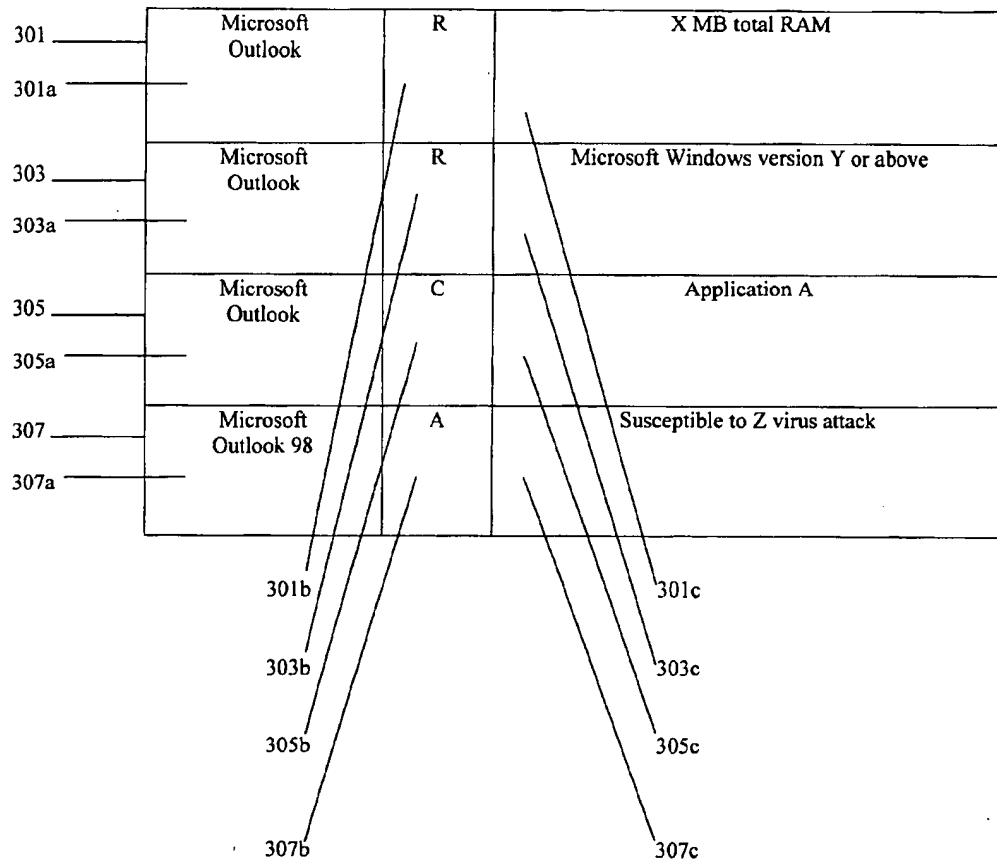 301
Microsoft Outlook
R
X MB total RAM
301a
303
Microsoft Outlook
R
Microsoft Windows version Y or above
303a
305
Microsoft Outlook
C
Application A
305a
307
Microsoft Outlook 98
A
Susceptible to Z virus attack
307a
301b
301c
303b
303c
305b
305c
307b
307c